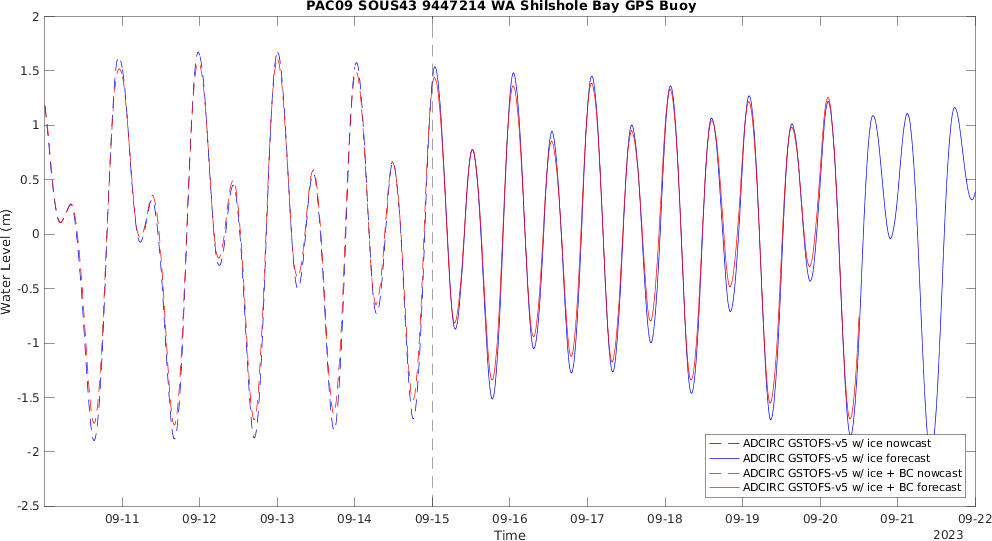 PAC09 SOUS43 9447214 WA Shilshole Bay GPS Buoy
2
1.5
1
0.5
0
-0.5
-1
-1.5
-2
-2.5
Water Level (m)
ADCIRC GSTOFS-v5 w/ ice nowcast
ADCIRC GSTOFS-v5 w/ ice forecast
ADCIRC GSTOFS-v5 w/ ice + BC nowcast
ADCIRC GSTOFS-v5 w/ ice + BC forecast
09-11 09-12 09-13 09-14 09-15 09-16 09-17 09-18 09-19 09-20 09-21 09-22
Time
2023